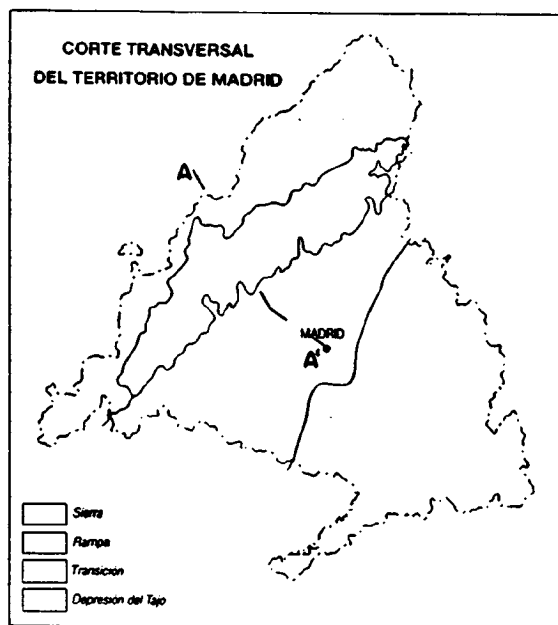 CORTE TRANSVERSAL
DEL TERRITORIO DE MADRID
A
MADRID
A'
Sierra
Rampa
Transición
Depresión del Tajo